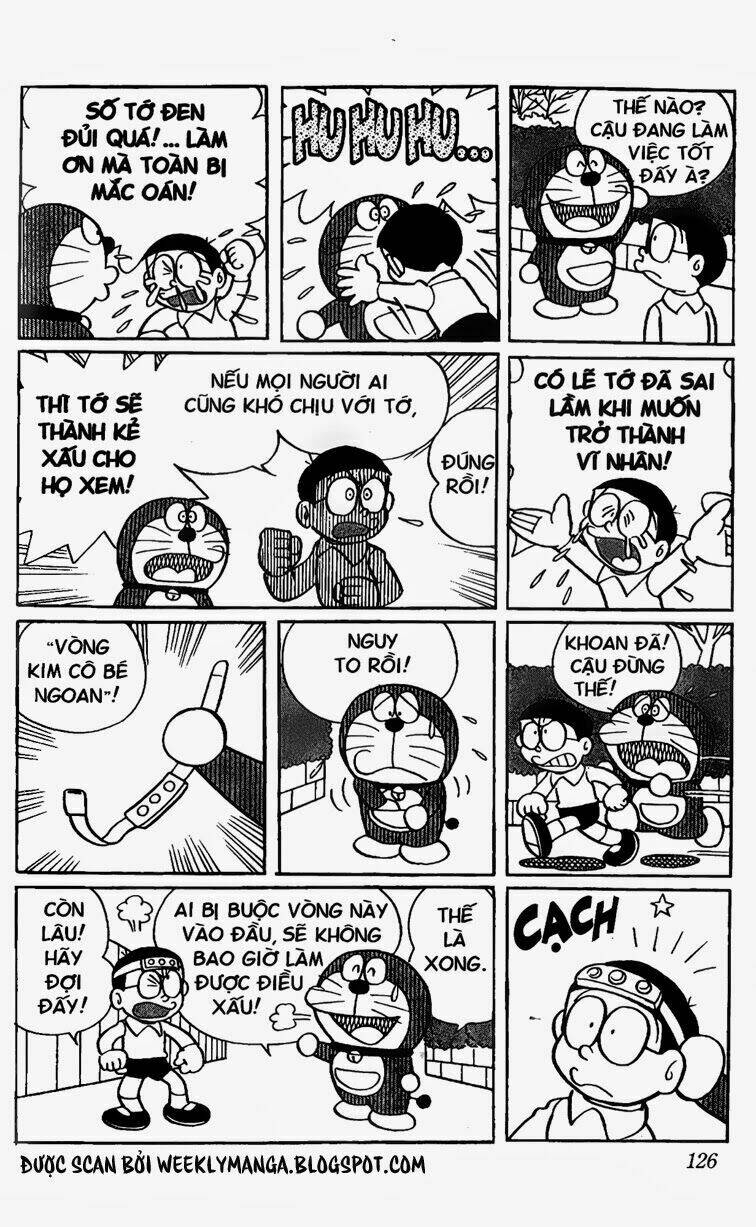 THẾ NÀO?
CẬU ĐANG LÀM
VIỆC TỐT
ĐẤY À?
HU HU HU...
SỐ TỚ ĐEN
ĐỦI QUÁ!... LÀM
ƠN MÀ TOÀN BỊ
MẮC OÁN!
CÓ LẼ TỚ ĐÃ SAI
LẦM KHI MUỐN
TRỞ THÀNH
VĨ NHÂN!
ĐÚNG
RỒI!
NẾU MỌI NGƯỜI AI
CŨNG KHÓ CHỊU VỚI TỚ,
THÌ TỚ SẼ
THÀNH KẺ
XẤU CHO
HỌ XEM!
KHOAN ĐÃ!
CẬU ĐỪNG
THẾ!
NGUY
TO RỒI!
"VÒNG
KIM CÔ BÉ
NGOAN"!
CẠCH
THẾ
LÀ
XONG.
AI BỊ BUỘC VÒNG NÀY
VÀO ĐẦU, SẼ KHÔNG
BAO GIỜ LÀM
ĐƯỢC ĐIỀU
XẤU!
CÒN
LÂU!
HÃY
ĐỢI
ĐẤY!
ĐƯỢC SCAN BỞI WEEKLYMANGA.BLOGSPOT.COM
126